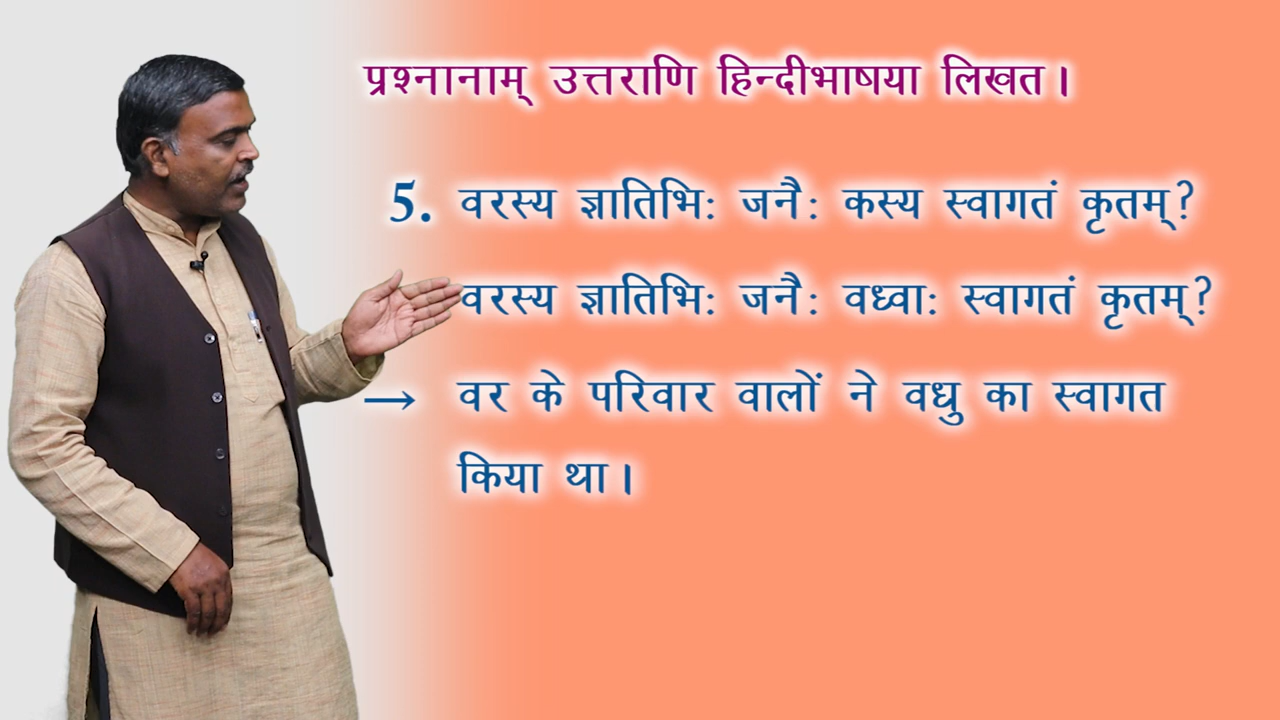 प्रश्नानाम् उत्तराणि हिन्दीभाषया लिखत।
5. वरस्य ज्ञातिभिः जनैः कस्य स्वागतं कृतम्?
वरस्य ज्ञातिभिः जनैः वध्वाः स्वागतं कृतम्?
→ वर के परिवार वालों ने वधु का स्वागत
किया था।